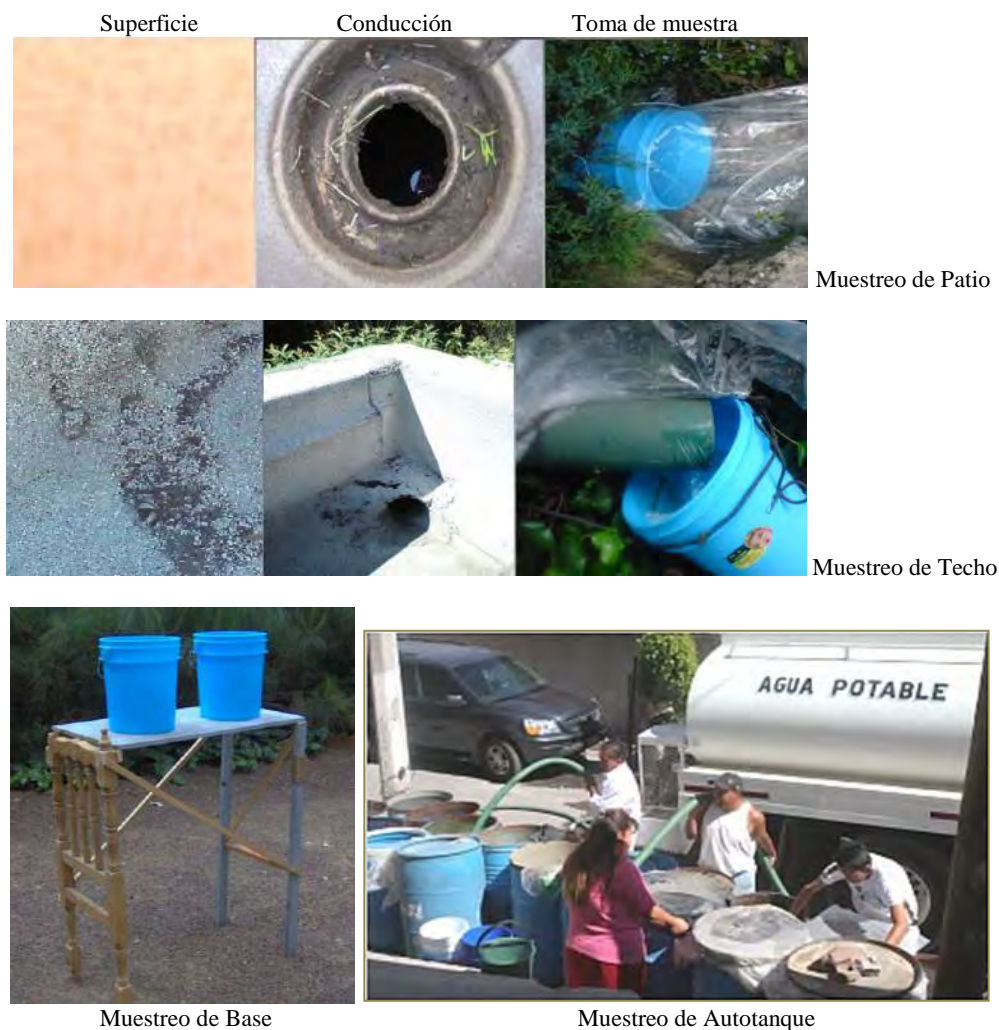 Superficie Conducción Toma de muestra
Muestreo de Patio
Muestreo de Techo
AGUA POTABLE
Muestreo de Base Muestreo de Autotanque